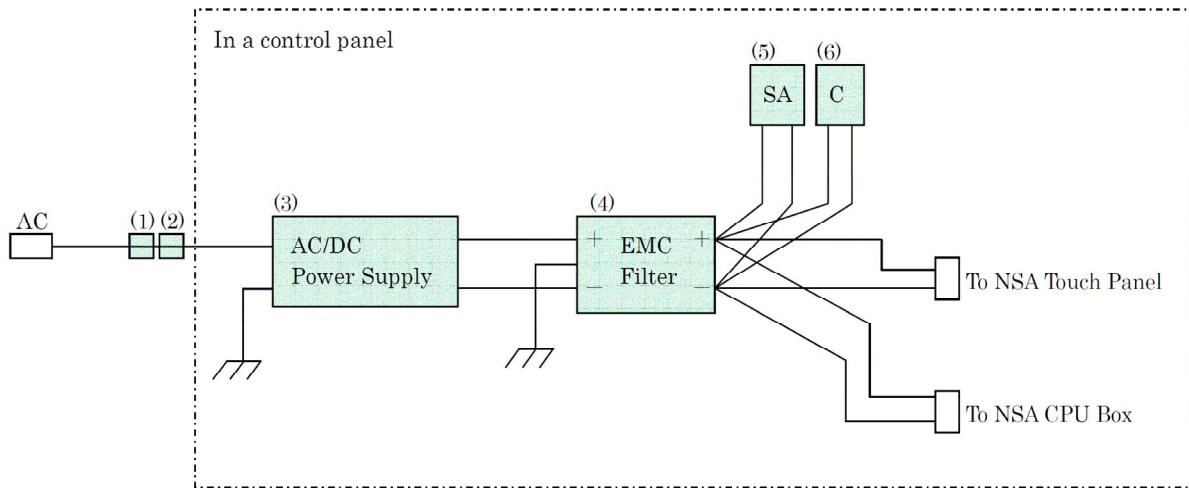 In a control panel
(5) (6)
SA C
AC (1) (2)
(3) (4)
AC/DC
Power Supply
+ EMC +
− Filter −
To NSA Touch Panel
To NSA CPU Box